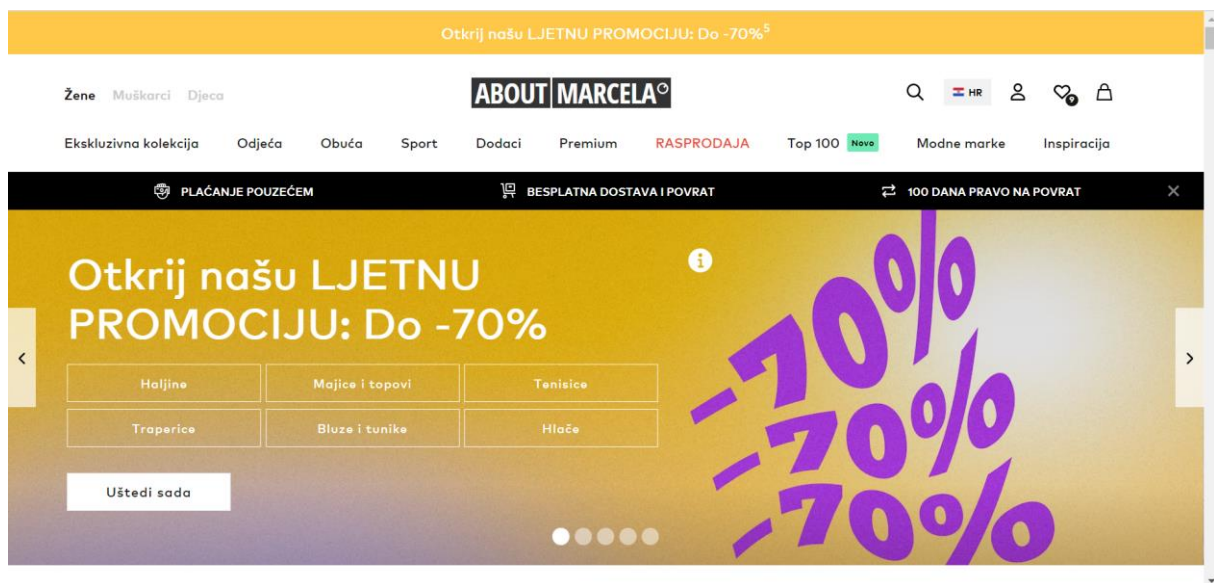 Otkrij našu LJETNU PROMOCIJU: Do -70%⁵
Žene Muškarci Djeca
ABOUT MARCELA°
HR
Ekskluzivna kolekcija Odjeća Obuća Sport Dodaci Premium RASPRODAJA Top 100 Novo Modne marke Inspiracija
PLAĆANJE POUZEĆEM BESPLATNA DOSTAVA I POVRAT 100 DANA PRAVO NA POVRAT
Otkrij našu LJETNU
PROMOCIJU: Do -70%
Haljine Majice i topovi Tenisice
Traperice Bluze i tunike Hlače
Uštedi sada
-70%
-70%
-70%